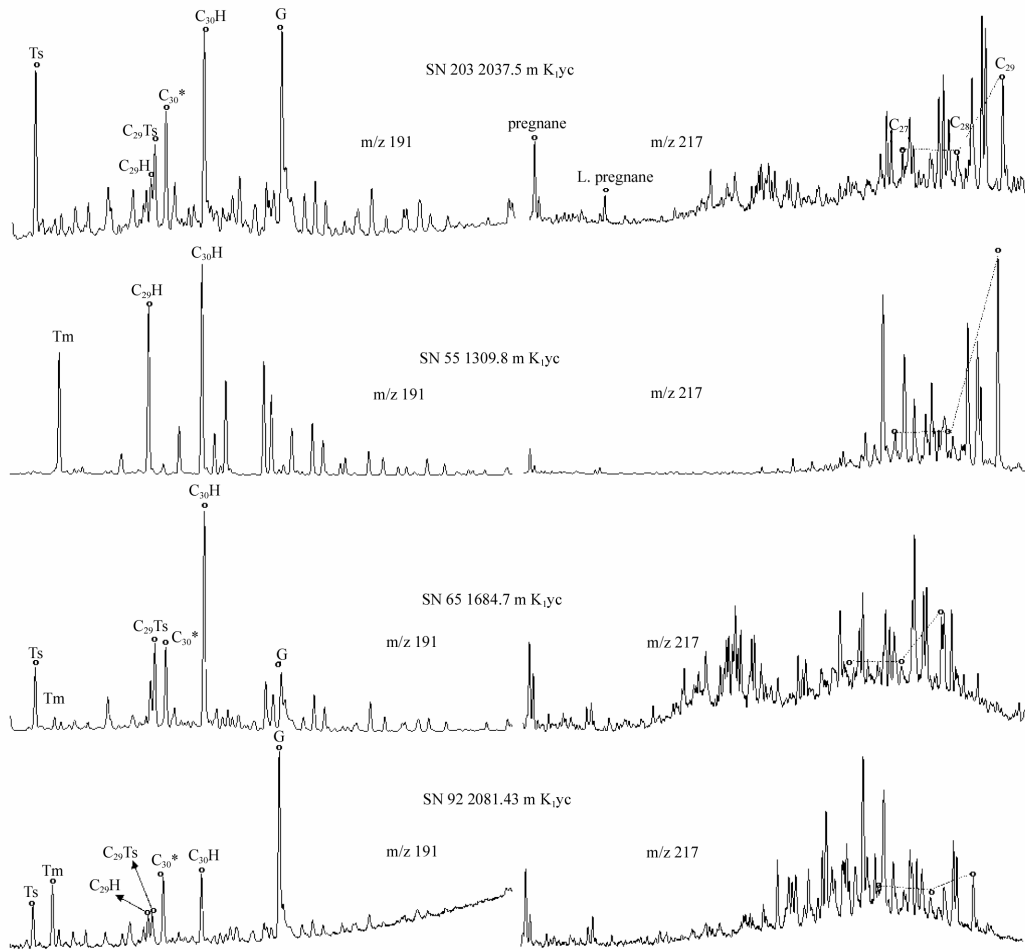 C₃₀H
G
Ts
SN 203 2037.5 m K₁yc
C₂₉
C₃₀*
C₂₉Ts
C₂₉H
m/z 191
pregnane
L. pregnane
m/z 217
C₂₇
C₂₈
C₃₀H
C₂₉H
Tm
SN 55 1309.8 m K₁yc
m/z 191
m/z 217
C₃₀H
SN 65 1684.7 m K₁yc
C₂₉Ts
C₃₀*
Ts
Tm
G
m/z 191
m/z 217
G
SN 92 2081.43 m K₁yc
C₂₉Ts
C₃₀*
C₃₀H
Tm
C₂₉H
Ts
m/z 191
m/z 217